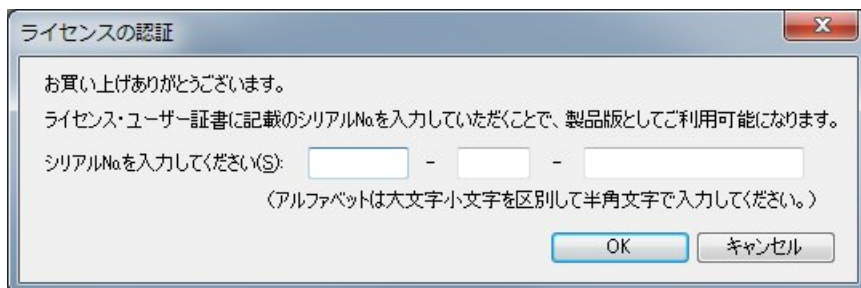 ライセンスの認証
お買い上げありがとうございます。
ライセンス・ユーザー証書に記載のシリアル№を入力していただくことで、製品版としてご利用可能になります。
シリアル№を入力してください(S): - -
(アルファベットは大文字小文字を区別して半角文字で入力してください。)
OK キャンセル